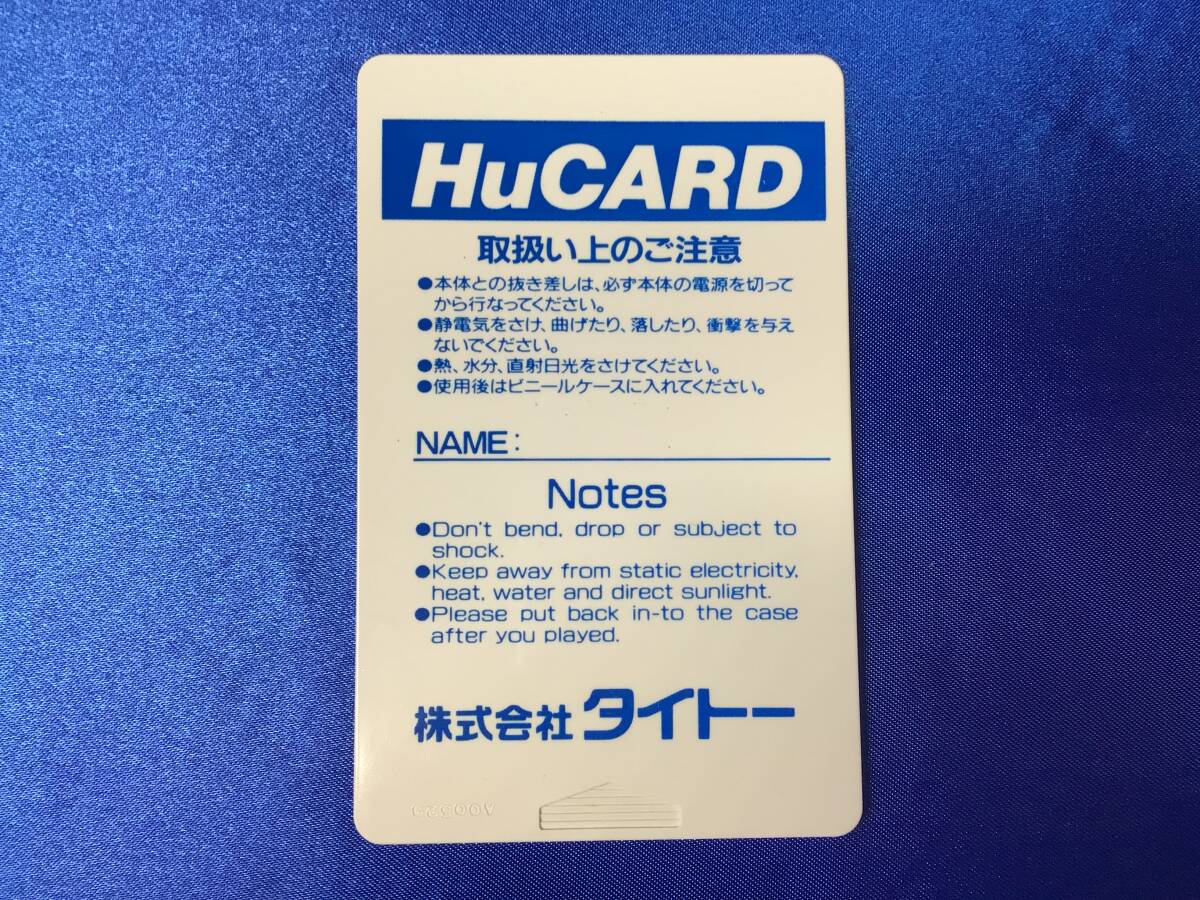 HuCARD
取扱い上のご注意
●本体との抜き差しは、必ず本体の電源を切って
から行なってください。
●静電気をさけ、曲げたり、落したり、衝撃を与え
ないでください。
●熱、水分、直射日光をさけてください。
●使用後はビニールケースに入れてください。
NAME:
Notes
●Don't bend, drop or subject to
shock.
●Keep away from static electricity,
heat, water and direct sunlight.
●Please put back in-to the case
after you played.
株式会社 タイトー